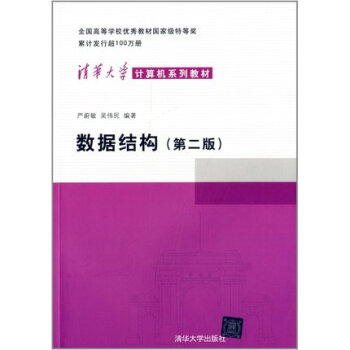 全国高等学校优秀教材国家级特等奖
累计发行超100万册
清华大学 计算机系列教材
严蔚敏 吴伟民 编著
数据结构(第二版)
清华大学出版社